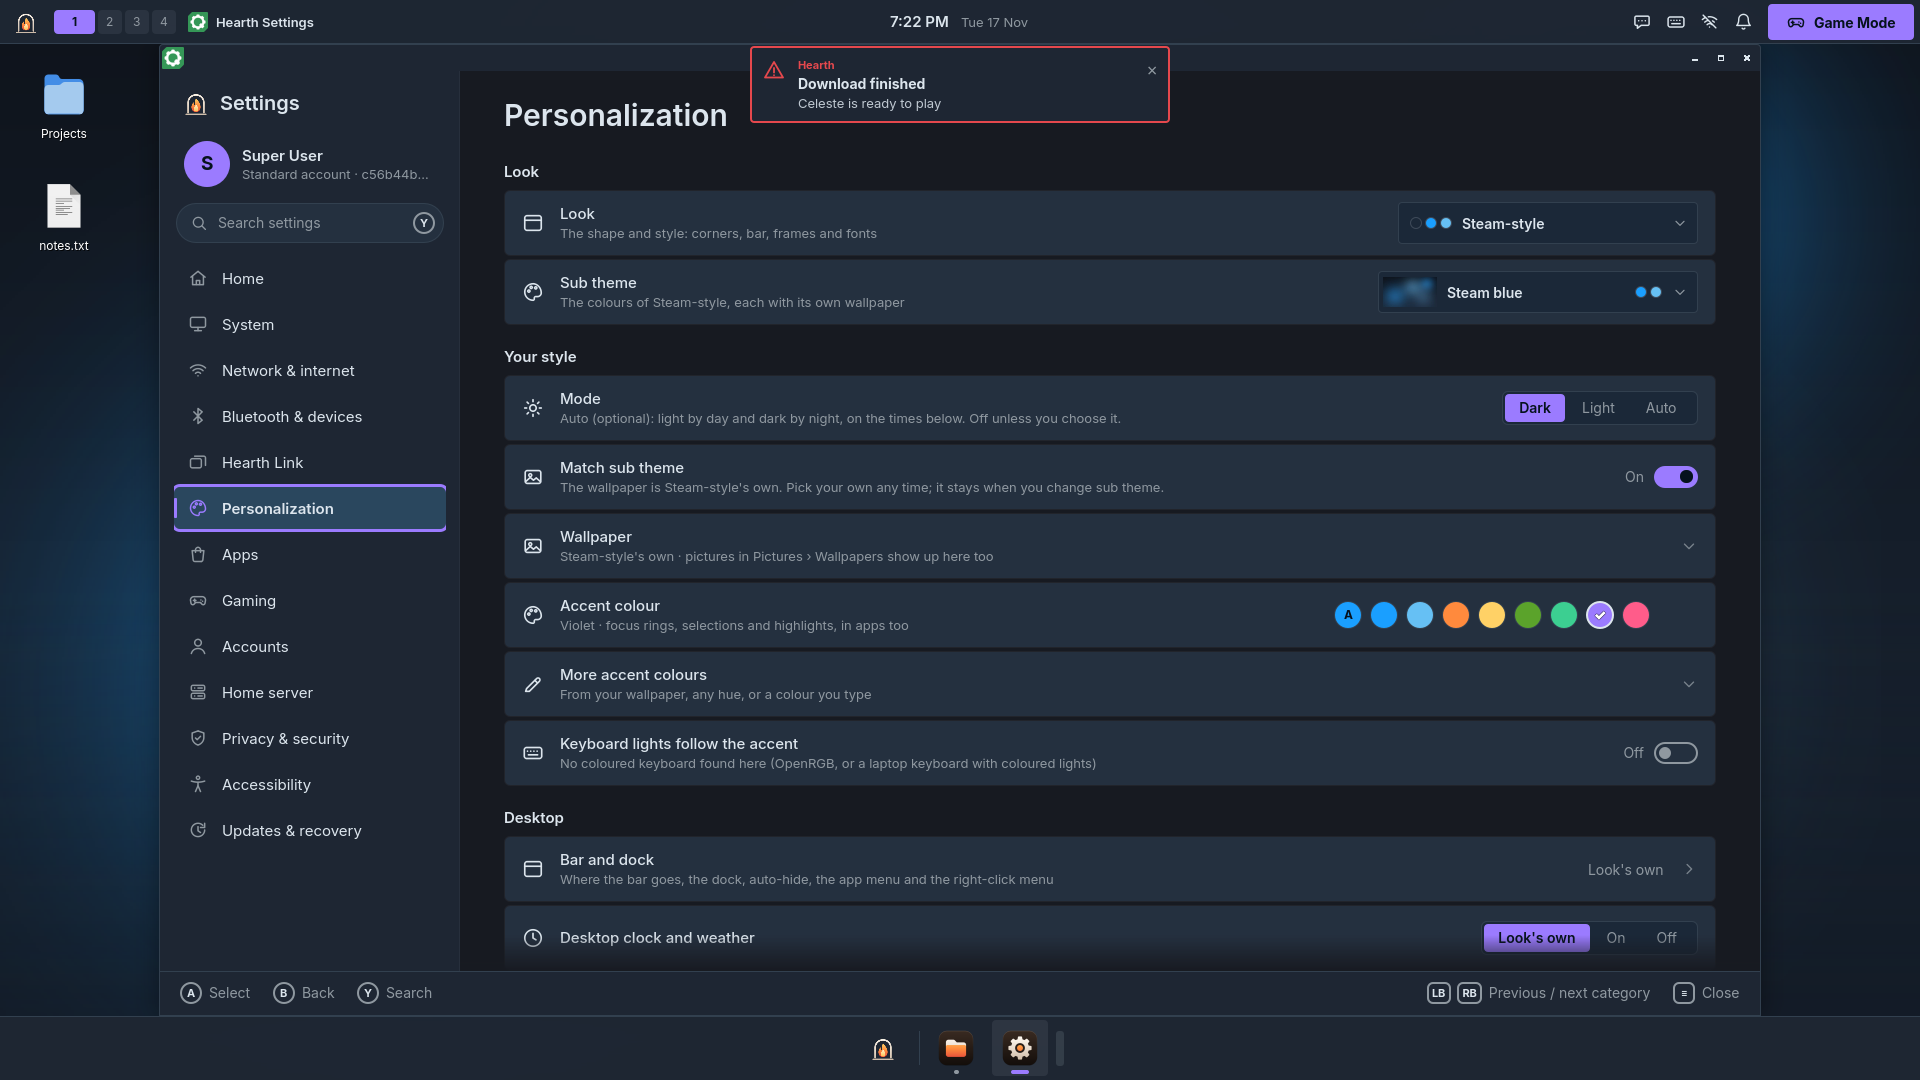 1
2
3
4
Hearth Settings
7:22 PM
Tue 17 Nov
Game Mode
Projects
notes.txt
Hearth
Download finished
Celeste is ready to play
Settings
S
Super User
Standard account · c56b44b...
Search settings
Y
Home
System
Network & internet
Bluetooth & devices
Hearth Link
Personalization
Apps
Gaming
Accounts
Home server
Privacy & security
Accessibility
Updates & recovery
Personalization
Look
Look
The shape and style: corners, bar, frames and fonts
Steam-style
Sub theme
The colours of Steam-style, each with its own wallpaper
Steam blue
Your style
Mode
Auto (optional): light by day and dark by night, on the times below. Off unless you choose it.
Dark
Light
Auto
Match sub theme
The wallpaper is Steam-style's own. Pick your own any time; it stays when you change sub theme.
On
Wallpaper
Steam-style's own · pictures in Pictures › Wallpapers show up here too
Accent colour
Violet · focus rings, selections and highlights, in apps too
A
More accent colours
From your wallpaper, any hue, or a colour you type
Keyboard lights follow the accent
No coloured keyboard found here (OpenRGB, or a laptop keyboard with coloured lights)
Off
Desktop
Bar and dock
Where the bar goes, the dock, auto-hide, the app menu and the right-click menu
Look's own
Desktop clock and weather
Look's own
On
Off
A Select
B Back
Y Search
LB RB Previous / next category
Close